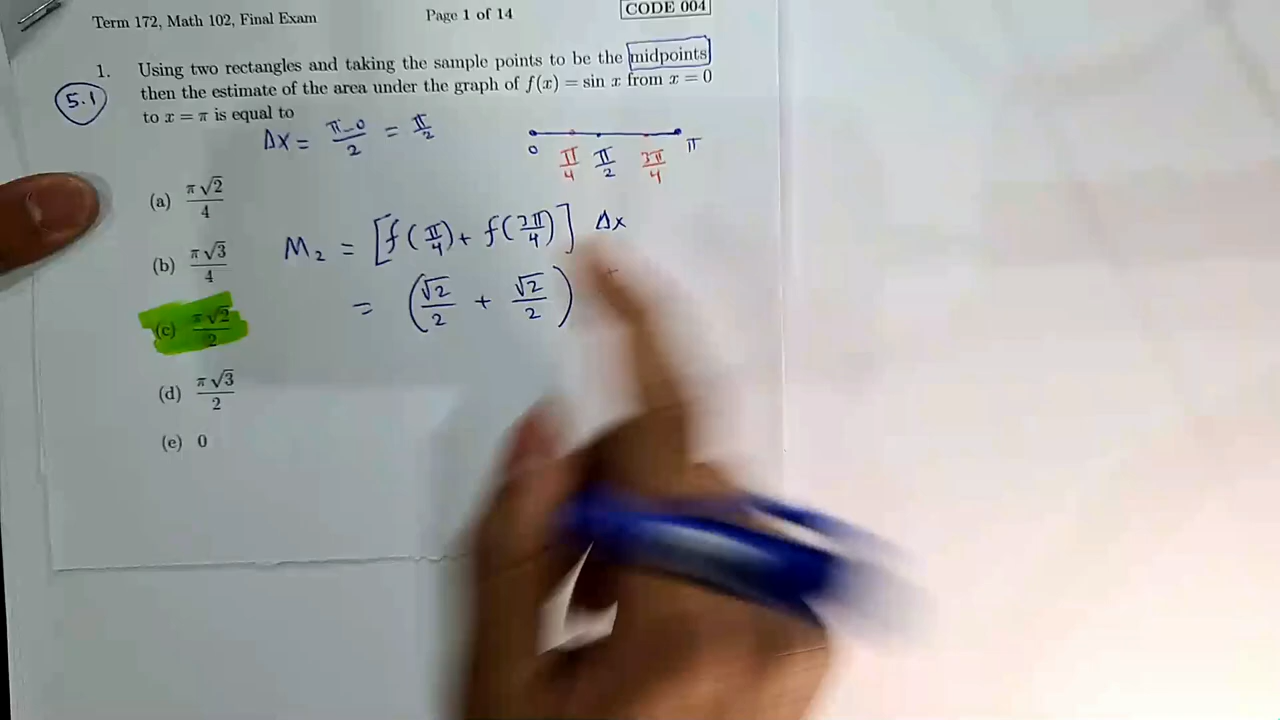 Term 172, Math 102, Final Exam Page 1 of 14 CODE 004
1. Using two rectangles and taking the sample points to be the midpoints
5.1 then the estimate of the area under the graph of f(x) = sin x from x = 0
to x = π is equal to
Δx = (π-0)/2 = π/2
0 π/4 π/2 3π/4 π
(a) π√2/4
M₂ = [f(π/4) + f(3π/4)] Δx
(b) π√3/4
= (√2/2 + √2/2)
(c) π√2/2
(d) π√3/2
(e) 0